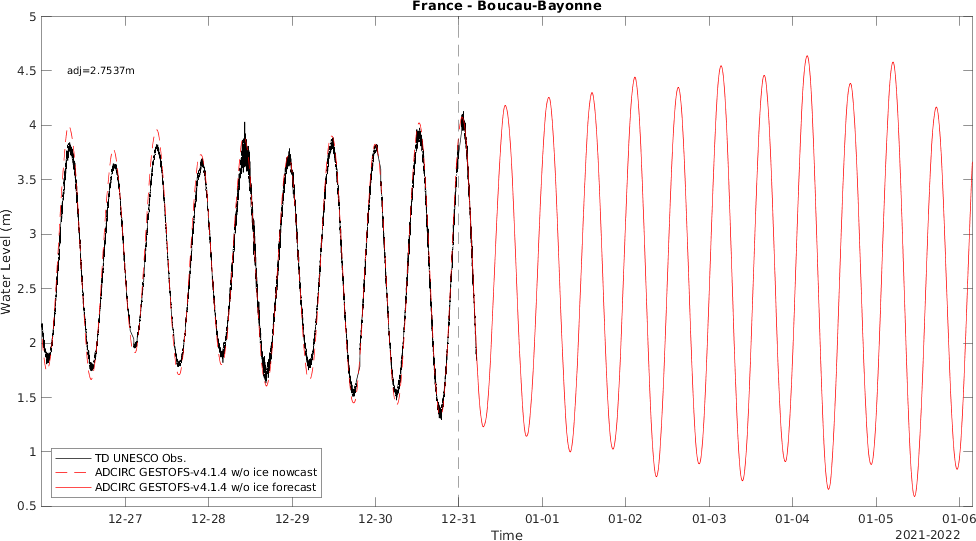 France - Boucau-Bayonne
adj=2.7537m
5
4.5
4
3.5
3
2.5
2
1.5
1
0.5
Water Level (m)
TD UNESCO Obs.
ADCIRC GESTOFS-v4.1.4 w/o ice nowcast
ADCIRC GESTOFS-v4.1.4 w/o ice forecast
12-27 12-28 12-29 12-30 12-31 01-01 01-02 01-03 01-04 01-05 01-06
Time
2021-2022